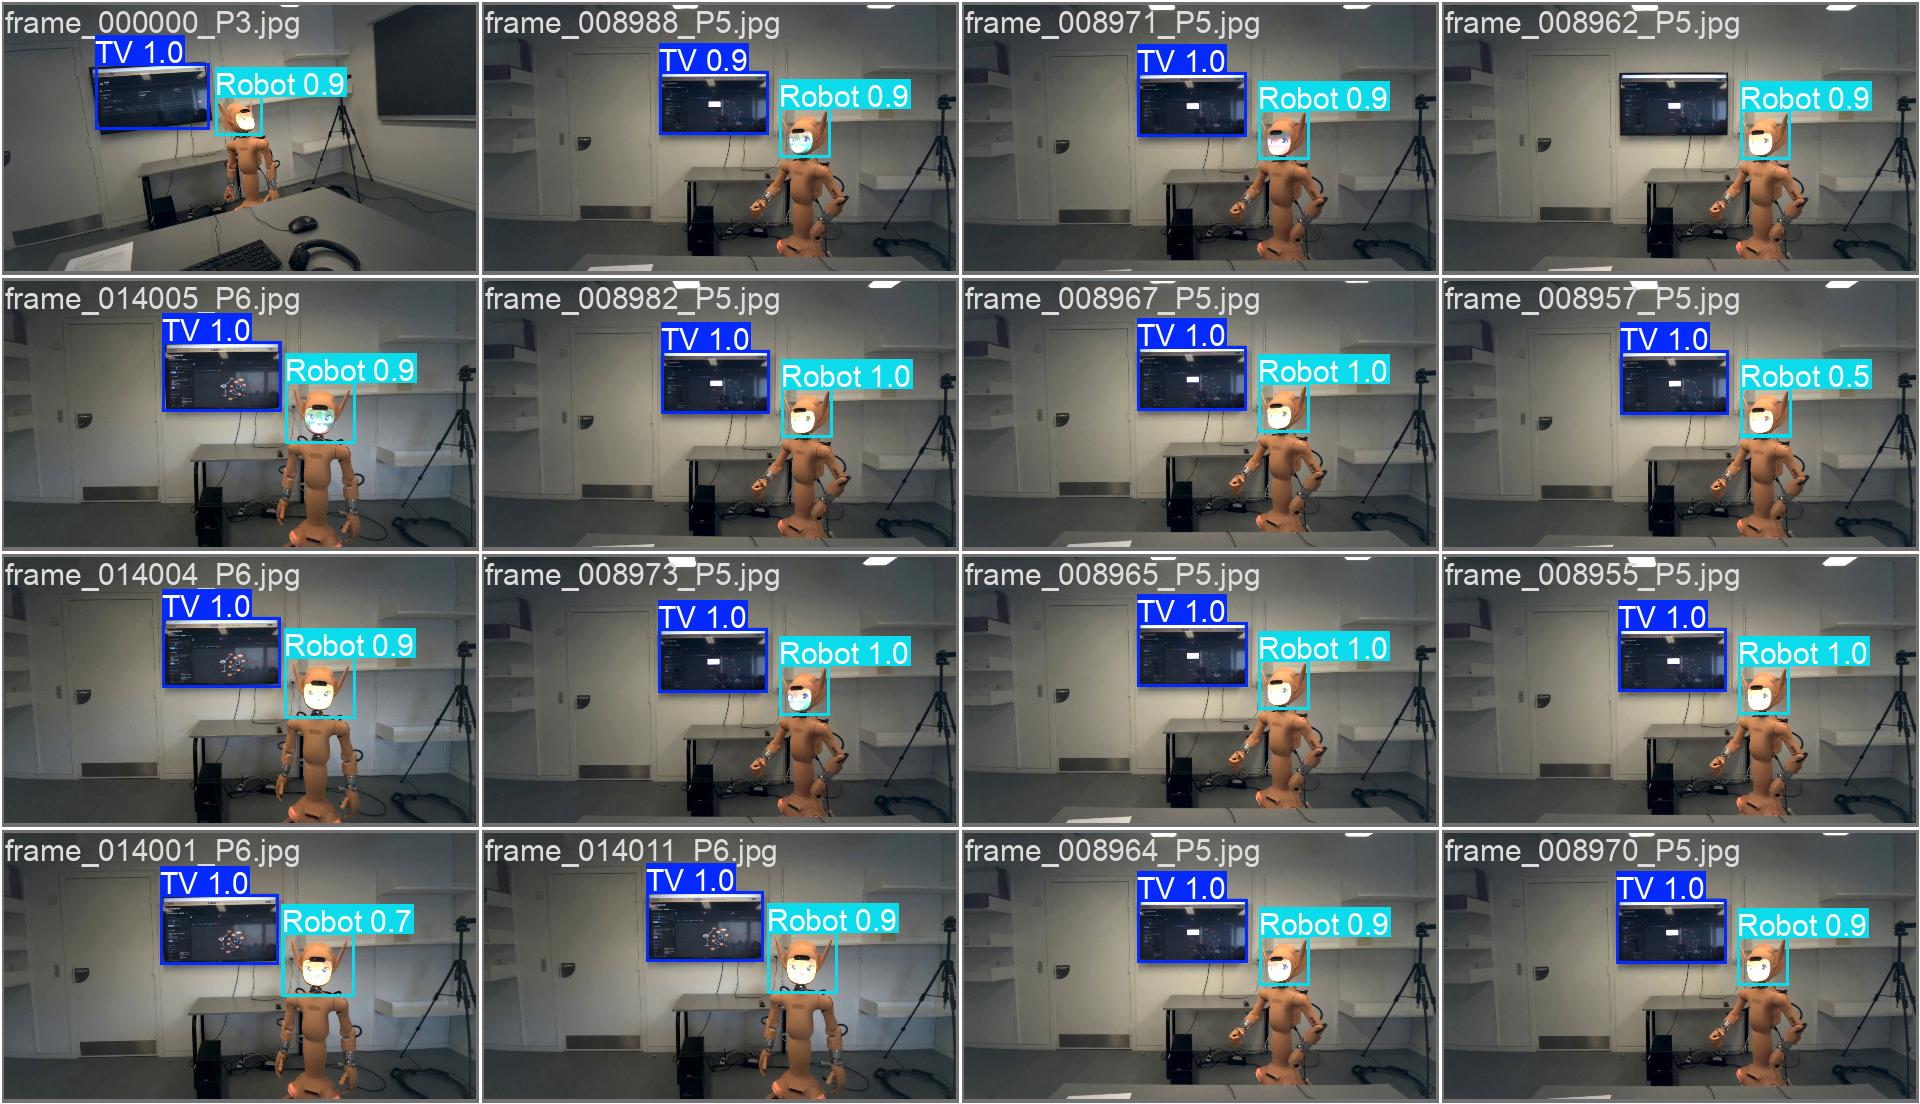 frame_000000_P3.jpg
TV 1.0
Robot 0.9
frame_008988_P5.jpg
TV 0.9
Robot 0.9
frame_008971_P5.jpg
TV 1.0
Robot 0.9
frame_008962_P5.jpg
Robot 0.9
frame_014005_P6.jpg
TV 1.0
Robot 0.9
frame_008982_P5.jpg
TV 1.0
Robot 1.0
frame_008967_P5.jpg
TV 1.0
Robot 1.0
frame_008957_P5.jpg
TV 1.0
Robot 0.5
frame_014004_P6.jpg
TV 1.0
Robot 0.9
frame_008973_P5.jpg
TV 1.0
Robot 1.0
frame_008965_P5.jpg
TV 1.0
Robot 1.0
frame_008955_P5.jpg
TV 1.0
Robot 1.0
frame_014001_P6.jpg
TV 1.0
Robot 0.7
frame_014011_P6.jpg
TV 1.0
Robot 0.9
frame_008964_P5.jpg
TV 1.0
Robot 0.9
frame_008970_P5.jpg
TV 1.0
Robot 0.9